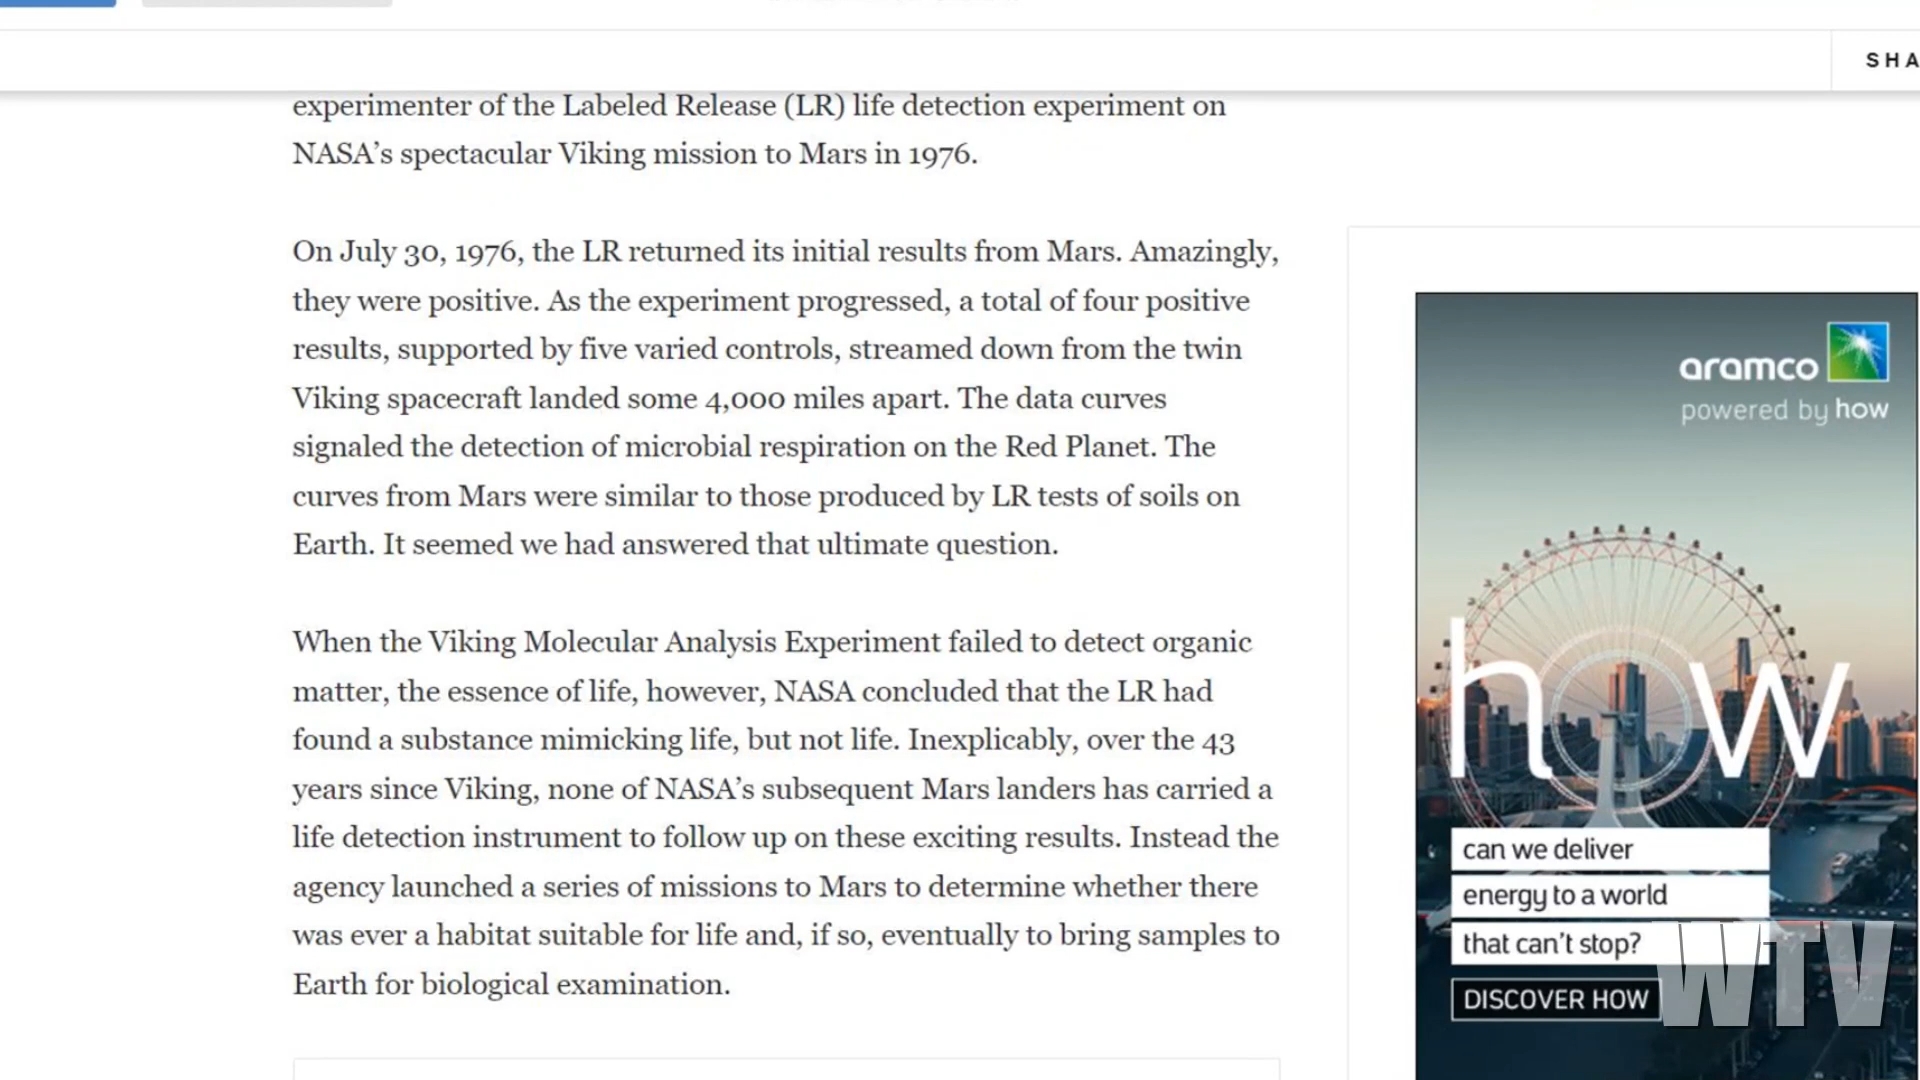 SHA
experimenter of the Labeled Release (LR) life detection experiment on
NASA’s spectacular Viking mission to Mars in 1976.
On July 30, 1976, the LR returned its initial results from Mars. Amazingly,
they were positive. As the experiment progressed, a total of four positive
results, supported by five varied controls, streamed down from the twin
Viking spacecraft landed some 4,000 miles apart. The data curves
signaled the detection of microbial respiration on the Red Planet. The
curves from Mars were similar to those produced by LR tests of soils on
Earth. It seemed we had answered that ultimate question.
When the Viking Molecular Analysis Experiment failed to detect organic
matter, the essence of life, however, NASA concluded that the LR had
found a substance mimicking life, but not life. Inexplicably, over the 43
years since Viking, none of NASA’s subsequent Mars landers has carried a
life detection instrument to follow up on these exciting results. Instead the
agency launched a series of missions to Mars to determine whether there
was ever a habitat suitable for life and, if so, eventually to bring samples to
Earth for biological examination.
aramco
powered by how
how
can we deliver
energy to a world
that can’t stop?
DISCOVER HOW
WTV